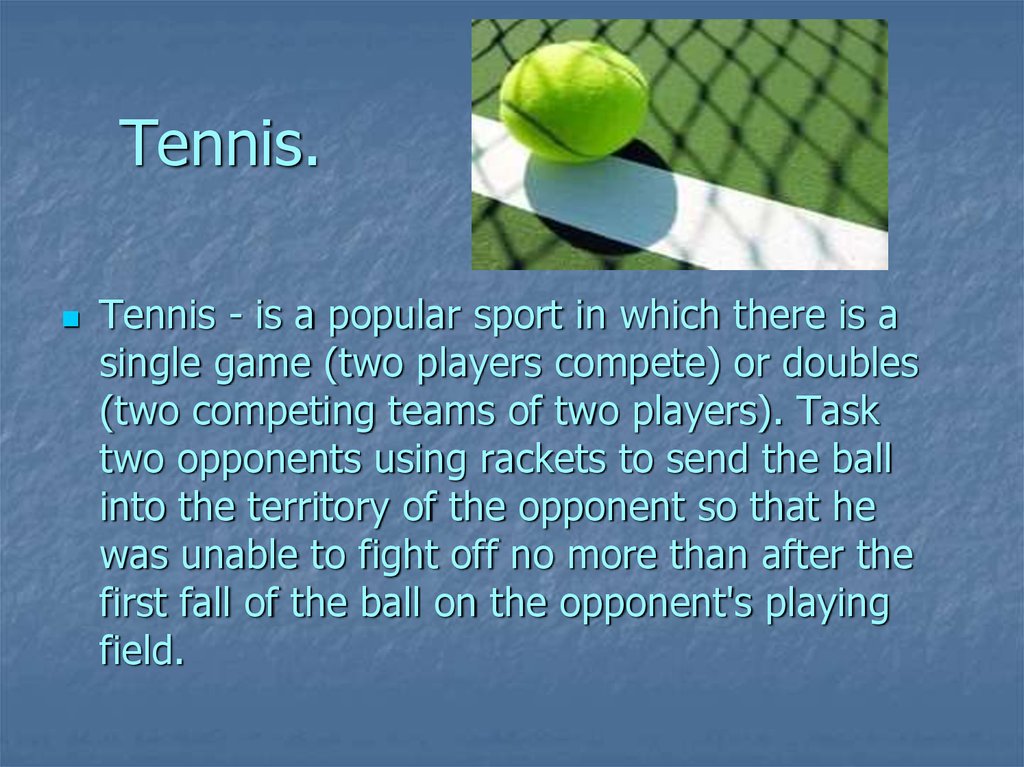 Tennis.
Tennis - is a popular sport in which there is a
single game (two players compete) or doubles
(two competing teams of two players). Task
two opponents using rackets to send the ball
into the territory of the opponent so that he
was unable to fight off no more than after the
first fall of the ball on the opponent's playing
field.